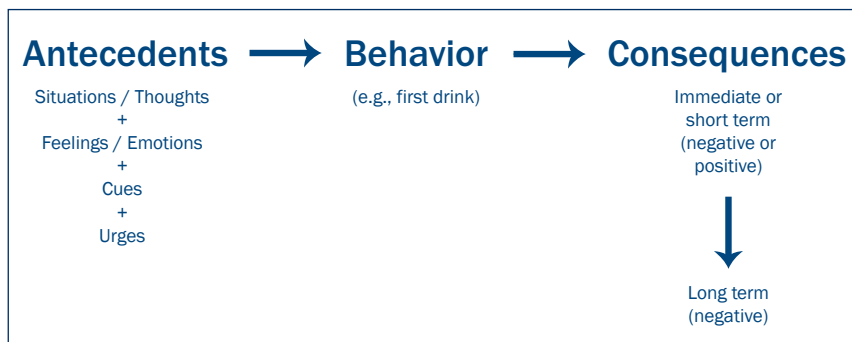 Antecedents
Situations / Thoughts
+
Feelings / Emotions
+
Cues
+
Urges
Behavior
(e.g., first drink)
Consequences
Immediate or
short term
(negative or
positive)
Long term
(negative)